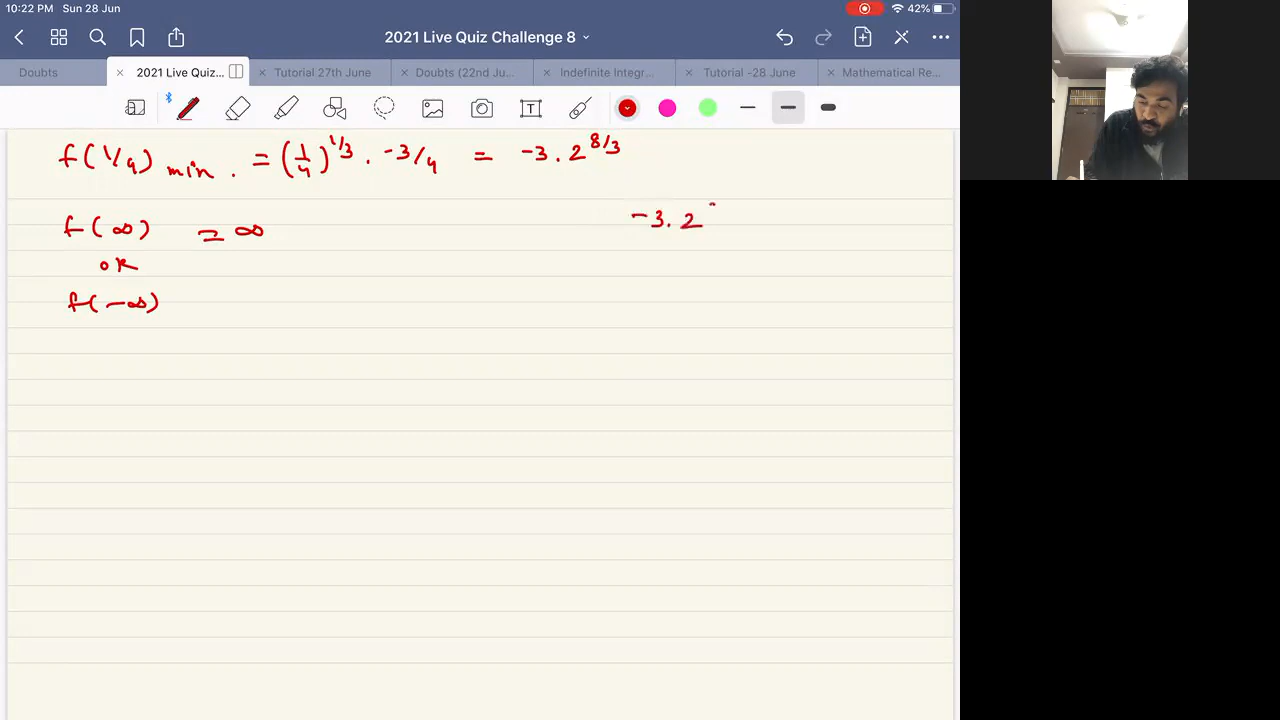 10:22 PM Sun 28 Jun 42%
2021 Live Quiz Challenge 8
Doubts × 2021 Live Quiz... × Tutorial 27th June × Doubts (22nd Ju... × Indefinite Integr... × Tutorial -28 June × Mathematical Re...
f(1/4) min. = (1/4)^1/3 . -3/4 = -3.2^8/3
f(∞) = ∞ -3.2
OR
f(-∞)